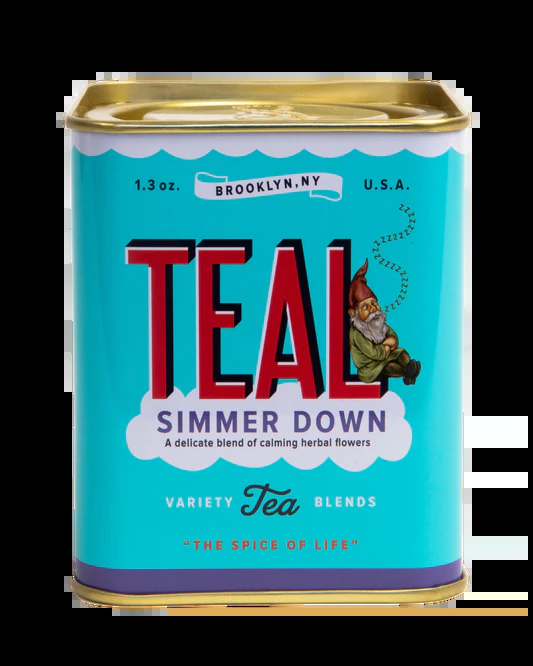 1.3 oz. BROOKLYN, NY U.S.A.
zzzzzzzzzzzzzzzzzzzzzz
TEAL
SIMMER DOWN
A delicate blend of calming herbal flowers
VARIETY Tea BLENDS
"THE SPICE OF LIFE"